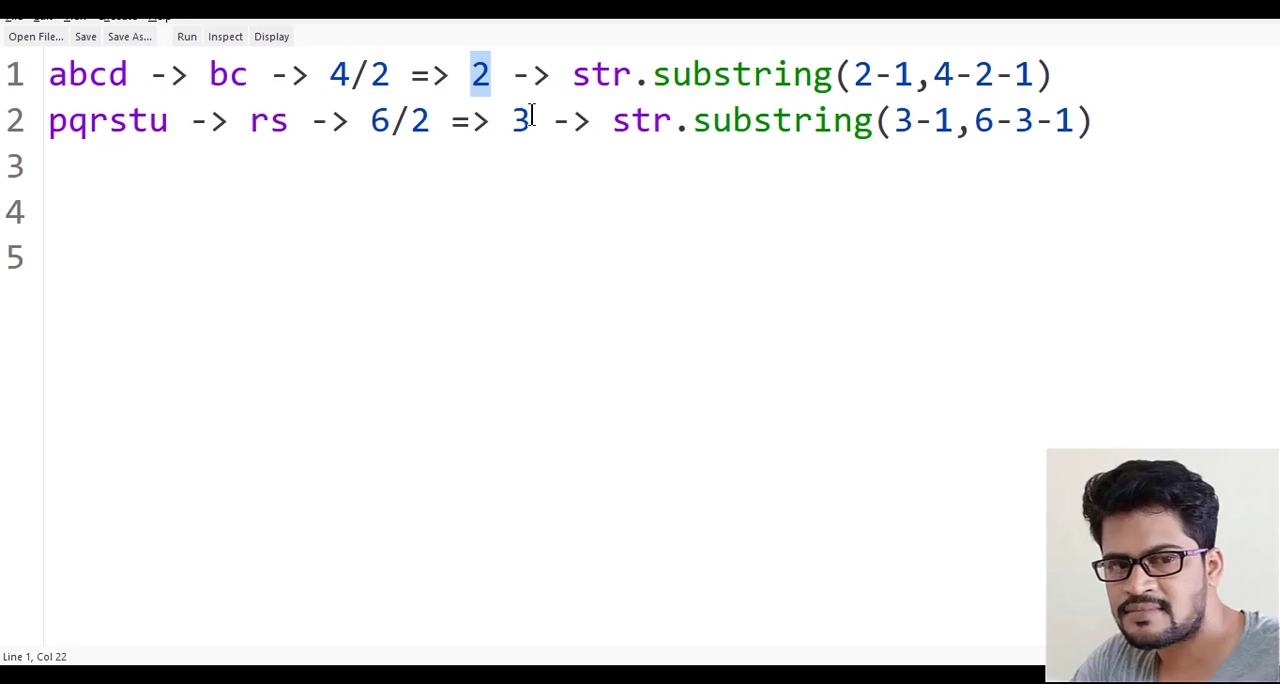 Open File... Save Save As... Run Inspect Display
1 abcd -> bc -> 4/2 => 2 -> str.substring(2-1,4-2-1)
2 pqrstu -> rs -> 6/2 => 3 -> str.substring(3-1,6-3-1)
3
4
5
Line 1, Col 22